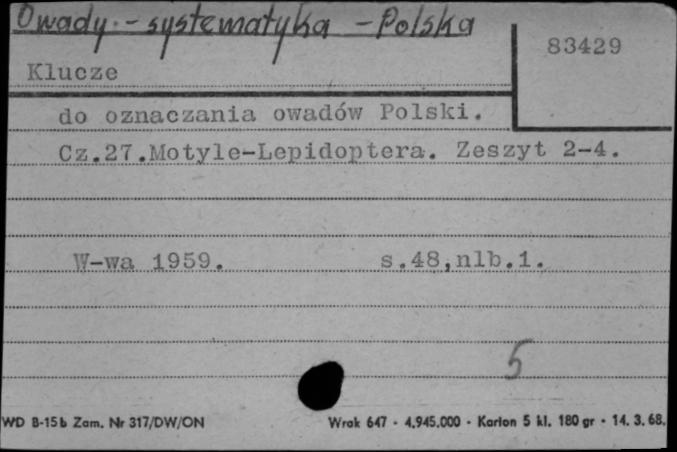 Owady - systematyka - Polska
83429
Klucze
do oznaczania owadów Polski.
Cz.27.Motyle-Lepidoptera. Zeszyt 2-4.
W-wa 1959. s.48,nlb.1.
5
WD B-15b Zam. Nr 317/DW/ON Wrak 647 - 4.945.000 - Karton 5 kl. 180 gr - 14. 3. 68.